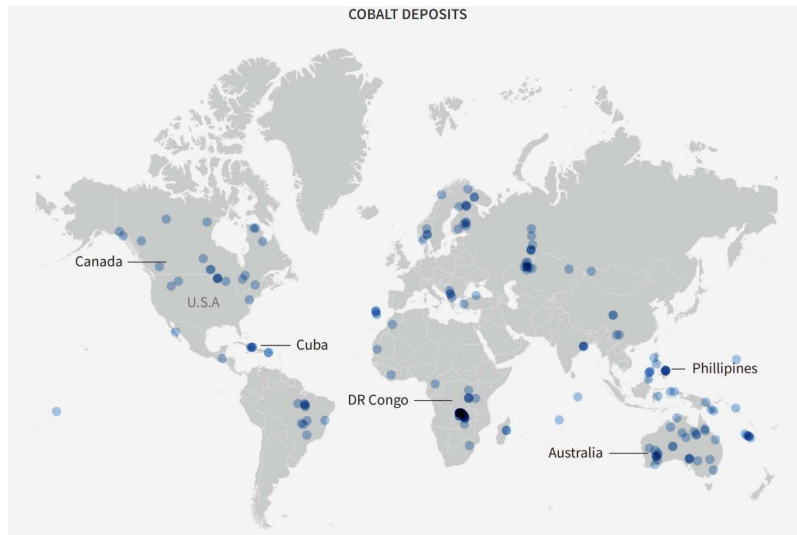 COBALT DEPOSITS
Canada
U.S.A
Cuba
Phillipines
DR Congo
Australia